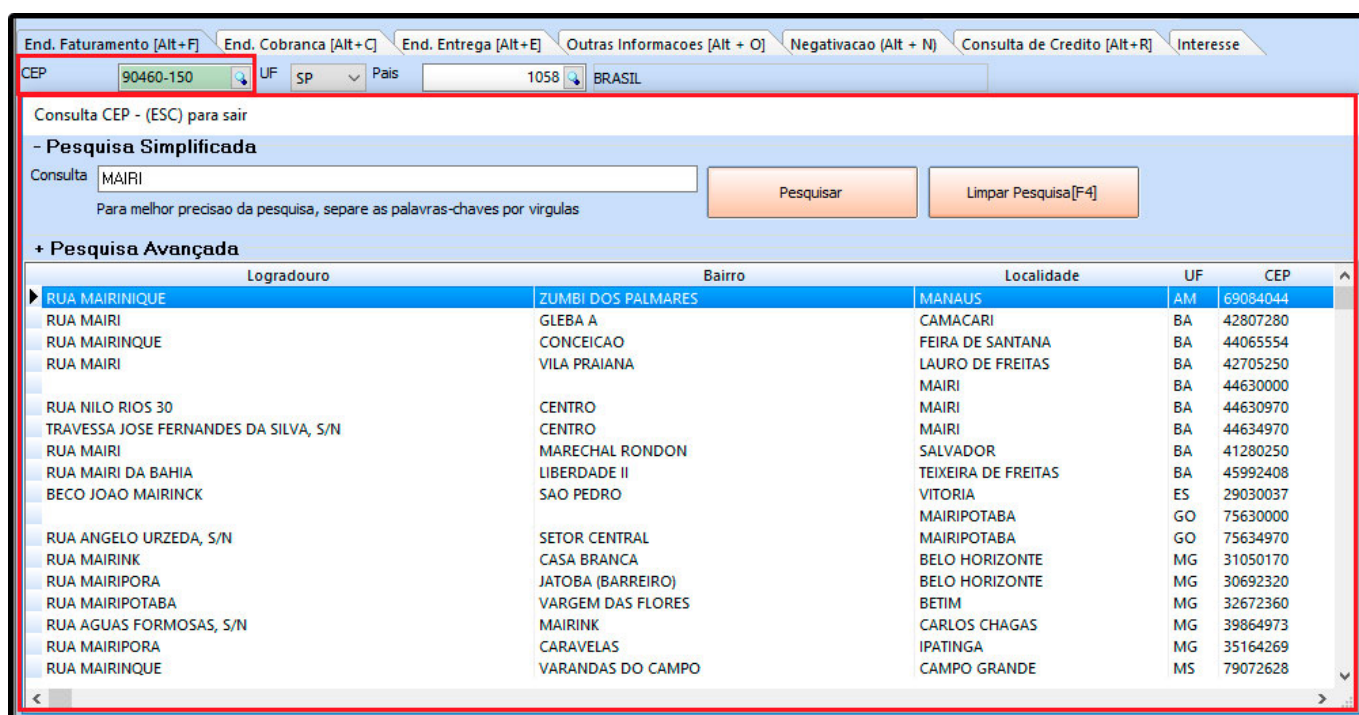 End. Faturamento [Alt+F] End. Cobranca [Alt+C] End. Entrega [Alt+E] Outras Informacoes [Alt + O] Negativacao (Alt + N) Consulta de Credito [Alt+R] Interesse
CEP 90460-150 UF SP Pais 1058 BRASIL
Consulta CEP - (ESC) para sair
- Pesquisa Simplificada
Consulta MAIRI Pesquisar Limpar Pesquisa[F4]
Para melhor precisao da pesquisa, separe as palavras-chaves por virgulas
+ Pesquisa Avançada
Logradouro Bairro Localidade UF CEP
RUA MAIRINIQUE ZUMBI DOS PALMARES MANAUS AM 69084044
RUA MAIRI GLEBA A CAMACARI BA 42807280
RUA MAIRINQUE CONCEICAO FEIRA DE SANTANA BA 44065554
RUA MAIRI VILA PRAIANA LAURO DE FREITAS BA 42705250
MAIRI BA 44630000
RUA NILO RIOS 30 CENTRO MAIRI BA 44630970
TRAVESSA JOSE FERNANDES DA SILVA, S/N CENTRO MAIRI BA 44634970
RUA MAIRI MARECHAL RONDON SALVADOR BA 41280250
RUA MAIRI DA BAHIA LIBERDADE II TEIXEIRA DE FREITAS BA 45992408
BECO JOAO MAIRINCK SAO PEDRO VITORIA ES 29030037
MAIRIPOTABA GO 75630000
RUA ANGELO URZEDA, S/N SETOR CENTRAL MAIRIPOTABA GO 75634970
RUA MAIRINK CASA BRANCA BELO HORIZONTE MG 31050170
RUA MAIRIPORA JATOBA (BARREIRO) BELO HORIZONTE MG 30692320
RUA MAIRIPOTABA VARGEM DAS FLORES BETIM MG 32672360
RUA AGUAS FORMOSAS, S/N MAIRINK CARLOS CHAGAS MG 39864973
RUA MAIRIPORA CARAVELAS IPATINGA MG 35164269
RUA MAIRINQUE VARANDAS DO CAMPO CAMPO GRANDE MS 79072628